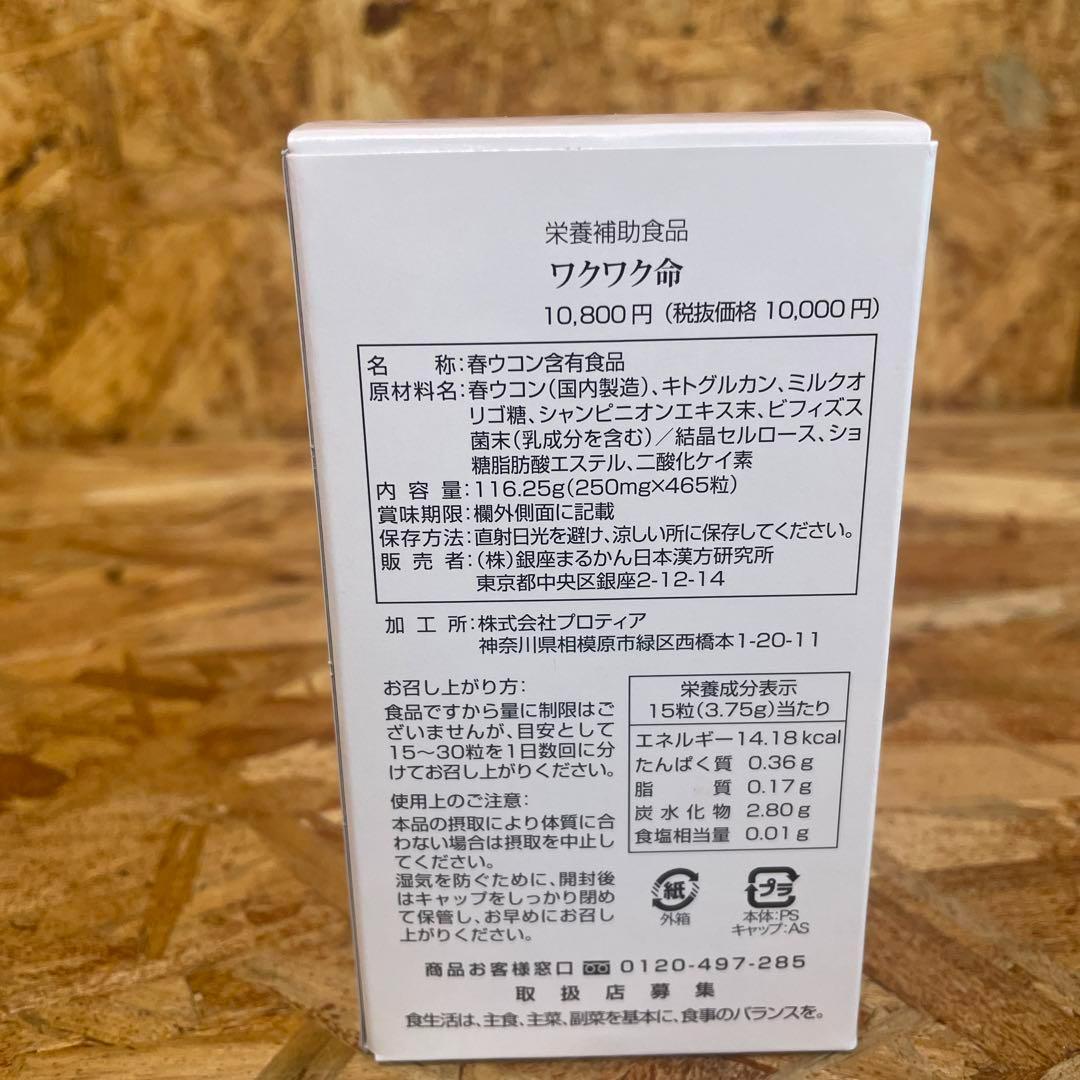 栄養補助食品
ワクワク命
10,800円（税抜価格 10,000円）
名　　称：春ウコン含有食品
原材料名：春ウコン（国内製造）、キトグルカン、ミルクオ
リゴ糖、シャンピニオンエキス末、ビフィズス
菌末（乳成分を含む）／結晶セルロース、ショ
糖脂肪酸エステル、二酸化ケイ素
内 容 量：116.25g（250mg×465粒）
賞味期限：欄外側面に記載
保存方法：直射日光を避け、涼しい所に保存してください。
販 売 者：（株）銀座まるかん日本漢方研究所
東京都中央区銀座2-12-14
加 工 所：株式会社プロティア
神奈川県相模原市緑区西橋本1-20-11
お召し上がり方：
食品ですから量に制限はご
ざいませんが、目安として
15〜30粒を1日数回に分
けてお召し上がりください。
使用上のご注意：
本品の摂取により体質に合
わない場合は摂取を中止し
てください。
湿気を防ぐために、開封後
はキャップをしっかり閉め
て保管し、お早めにお召し
上がりください。
栄養成分表示
15粒（3.75g）当たり
エネルギー 14.18kcal
たんぱく質 0.36g
脂　　質 0.17g
炭水化物 2.80g
食塩相当量 0.01g
紙
外箱
プラ
本体：PS
キャップ：AS
商品お客様窓口 0120-497-285
取 扱 店 募 集
食生活は、主食、主菜、副菜を基本に、食事のバランスを。